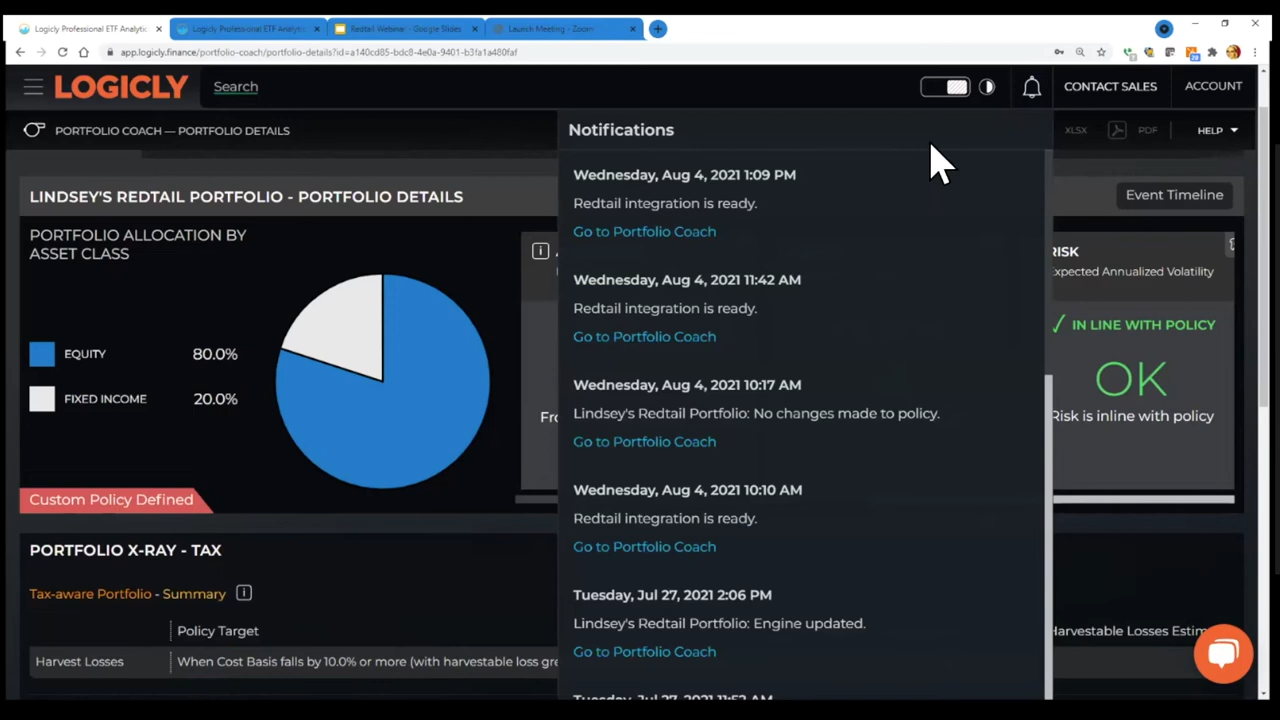 Logicly Professional ETF Analytic
Logicly Professional ETF Analytic
Redtail Webinar - Google Slides
Launch Meeting - Zoom
app.logicly.finance/portfolio-coach/portfolio-details?id=a140cd85-bdc8-4e0a-9401-b3fa1a480faf
LOGICLY
Search
CONTACT SALES
ACCOUNT
PORTFOLIO COACH — PORTFOLIO DETAILS
XLSX
PDF
HELP
LINDSEY'S REDTAIL PORTFOLIO - PORTFOLIO DETAILS
Event Timeline
PORTFOLIO ALLOCATION BY
ASSET CLASS
EQUITY 80.0%
FIXED INCOME 20.0%
Custom Policy Defined
Fro
Notifications
Wednesday, Aug 4, 2021 1:09 PM
Redtail integration is ready.
Go to Portfolio Coach
Wednesday, Aug 4, 2021 11:42 AM
Redtail integration is ready.
Go to Portfolio Coach
Wednesday, Aug 4, 2021 10:17 AM
Lindsey's Redtail Portfolio: No changes made to policy.
Go to Portfolio Coach
Wednesday, Aug 4, 2021 10:10 AM
Redtail integration is ready.
Go to Portfolio Coach
Tuesday, Jul 27, 2021 2:06 PM
Lindsey's Redtail Portfolio: Engine updated.
Go to Portfolio Coach
RISK
Expected Annualized Volatility
IN LINE WITH POLICY
OK
Risk is inline with policy
PORTFOLIO X-RAY - TAX
Tax-aware Portfolio - Summary
Policy Target
Harvestable Losses Estim
Harvest Losses
When Cost Basis falls by 10.0% or more (with harvestable loss gre